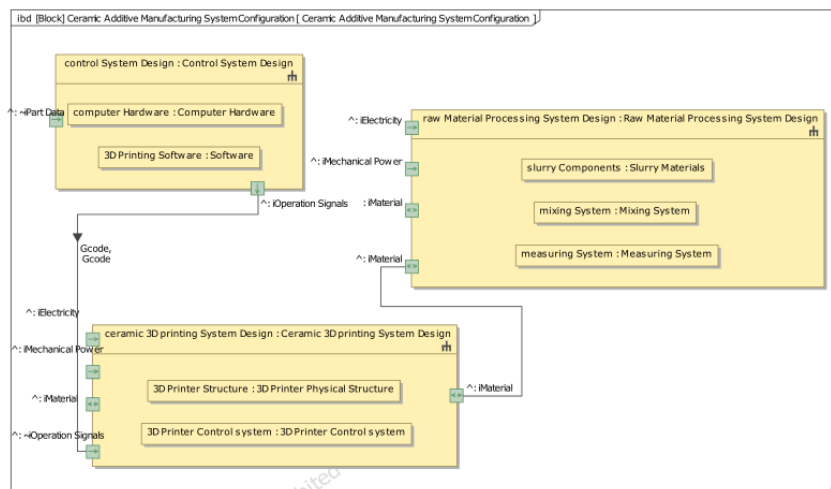 ibd [Block] Ceramic Additive Manufacturing System Configuration [ Ceramic Additive Manufacturing System Configuration ]
control System Design : Control System Design
^: ~iPart Data
computer Hardware : Computer Hardware
3D Printing Software : Software
^: iOperation Signals
Gcode,
Gcode
^: iElectricity
raw Material Processing System Design : Raw Material Processing System Design
^: iMechanical Power
slurry Components : Slurry Materials
: iMaterial
mixing System : Mixing System
^: iMaterial
measuring System : Measuring System
^: iElectricity
ceramic 3D printing System Design : Ceramic 3D printing System Design
^: iMechanical Power
3D Printer Structure : 3D Printer Physical Structure
^: iMaterial
^: iMaterial
^: ~iOperation Signals
3D Printer Control system : 3D Printer Control system